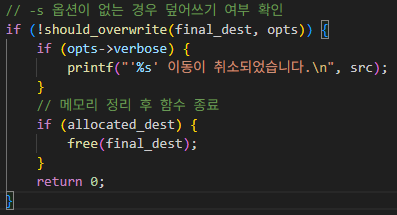 // -s 옵션이 없는 경우 덮어쓰기 여부 확인
if (!should_overwrite(final_dest, opts)) {
    if (opts->verbose) {
        printf("'%s' 이동이 취소되었습니다.\n", src);
    }
    // 메모리 정리 후 함수 종료
    if (allocated_dest) {
        free(final_dest);
    }
    return 0;
}